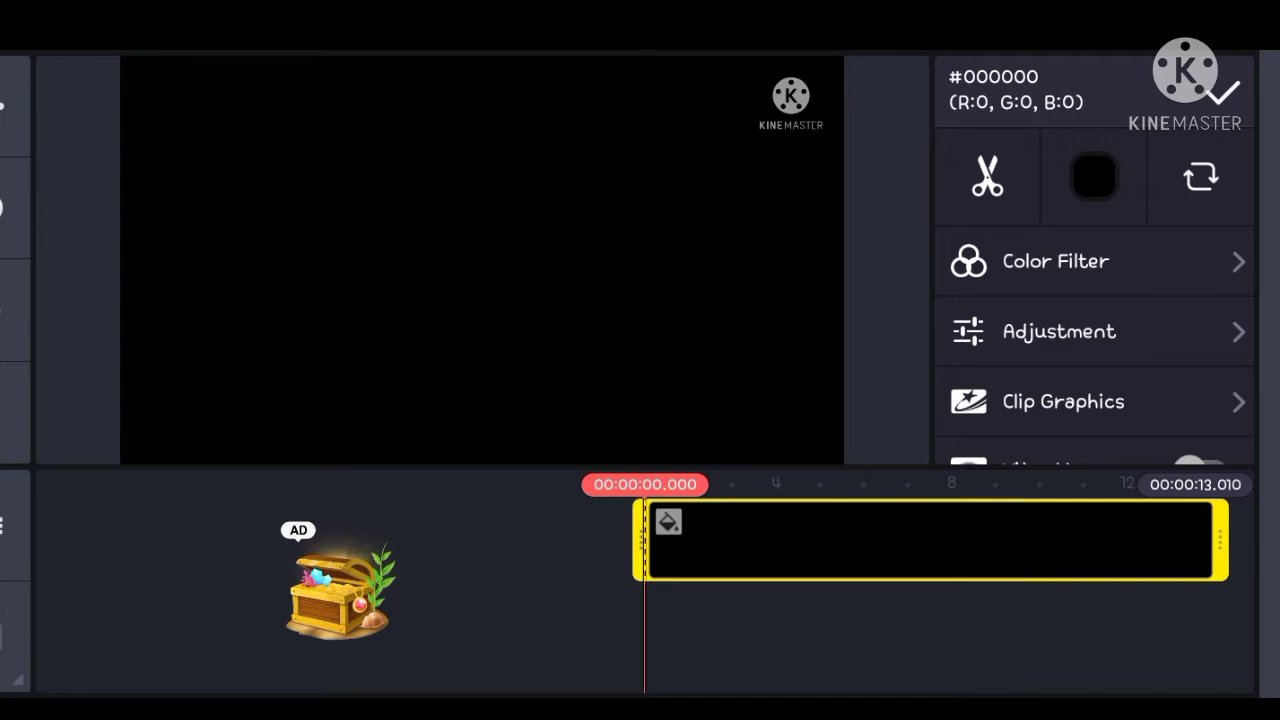 #000000
(R:0, G:0, B:0)
K
KINEMASTER
K
KINEMASTER
Color Filter
Adjustment
Clip Graphics
00:00:00.000
4
8
12
00:00:13.010
AD